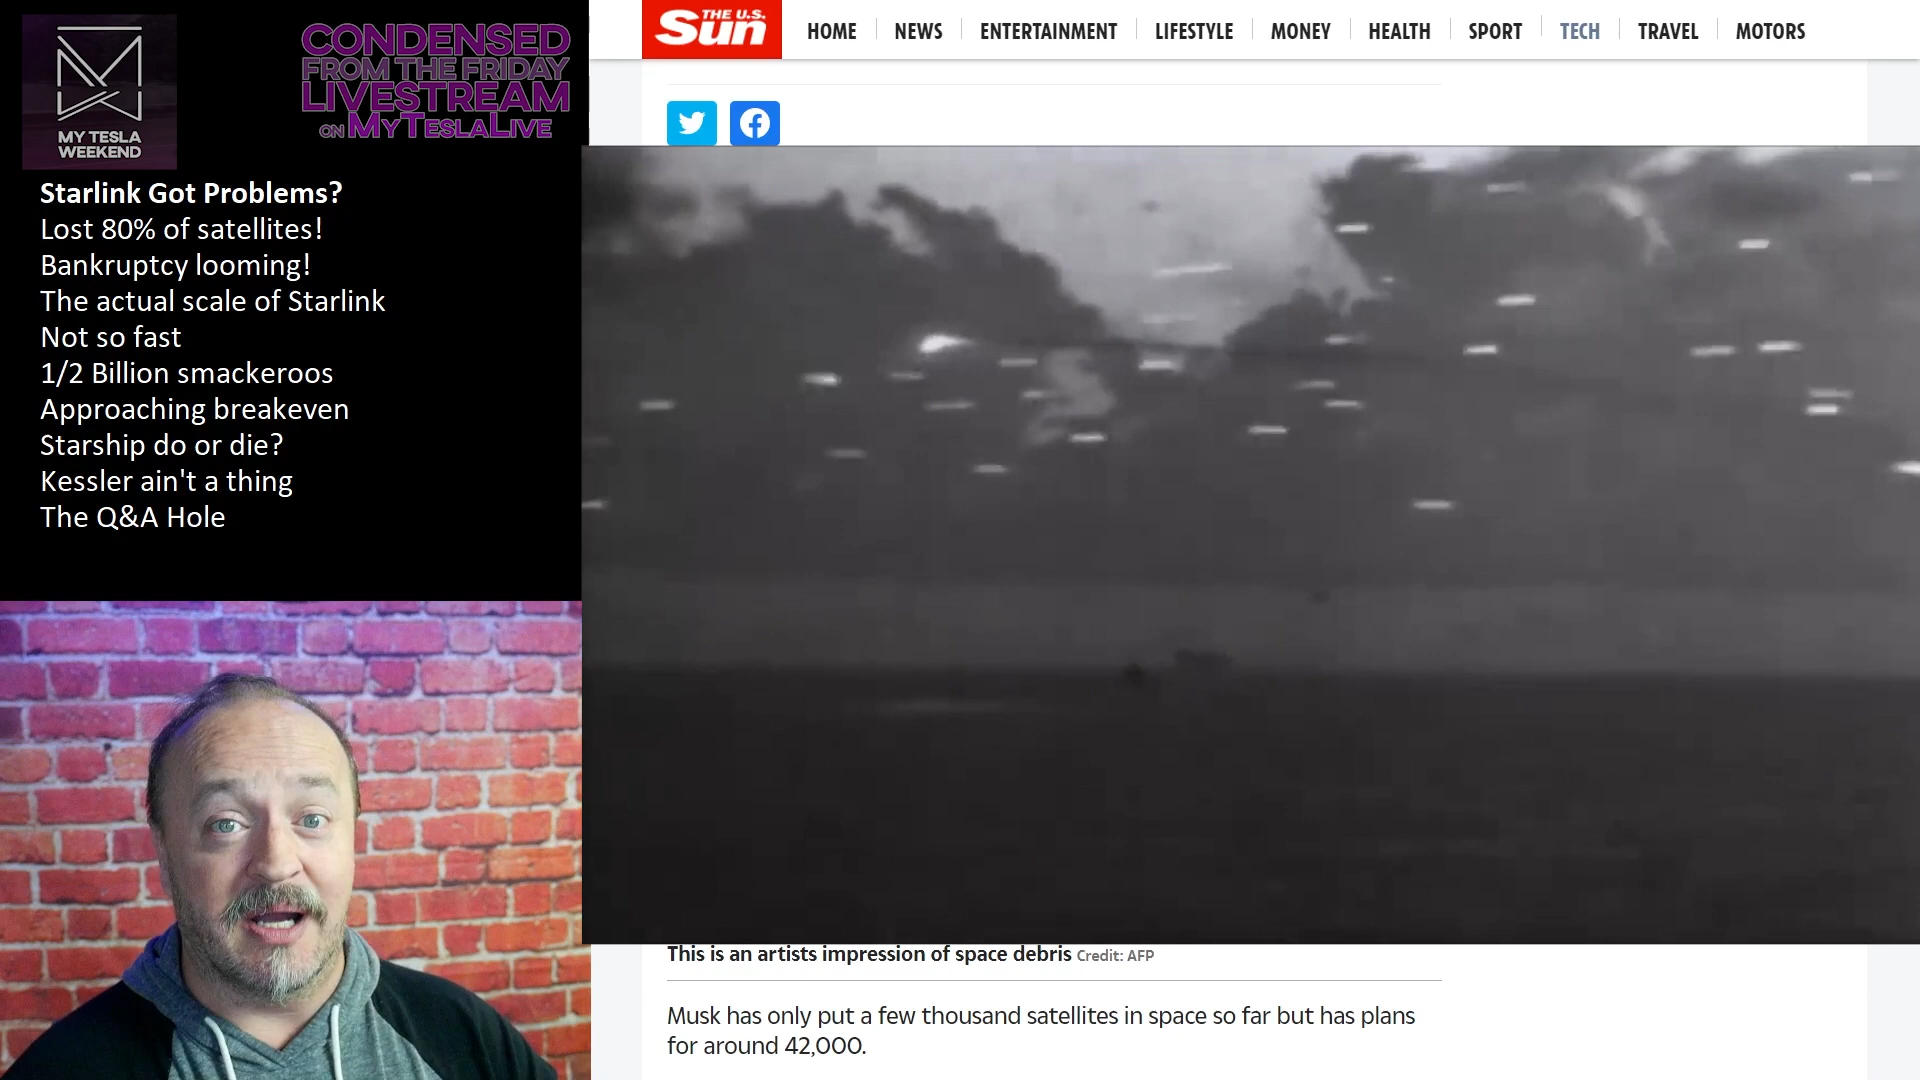 MY TESLA
WEEKEND
CONDENSED
FROM THE FRIDAY
LIVESTREAM
ON MYTESLALIVE
Starlink Got Problems?
Lost 80% of satellites!
Bankruptcy looming!
The actual scale of Starlink
Not so fast
1/2 Billion smackeroos
Approaching breakeven
Starship do or die?
Kessler ain't a thing
The Q&A Hole
THE U.S.
Sun
HOME NEWS ENTERTAINMENT LIFESTYLE MONEY HEALTH SPORT TECH TRAVEL MOTORS
This is an artists impression of space debris Credit: AFP
Musk has only put a few thousand satellites in space so far but has plans
for around 42,000.